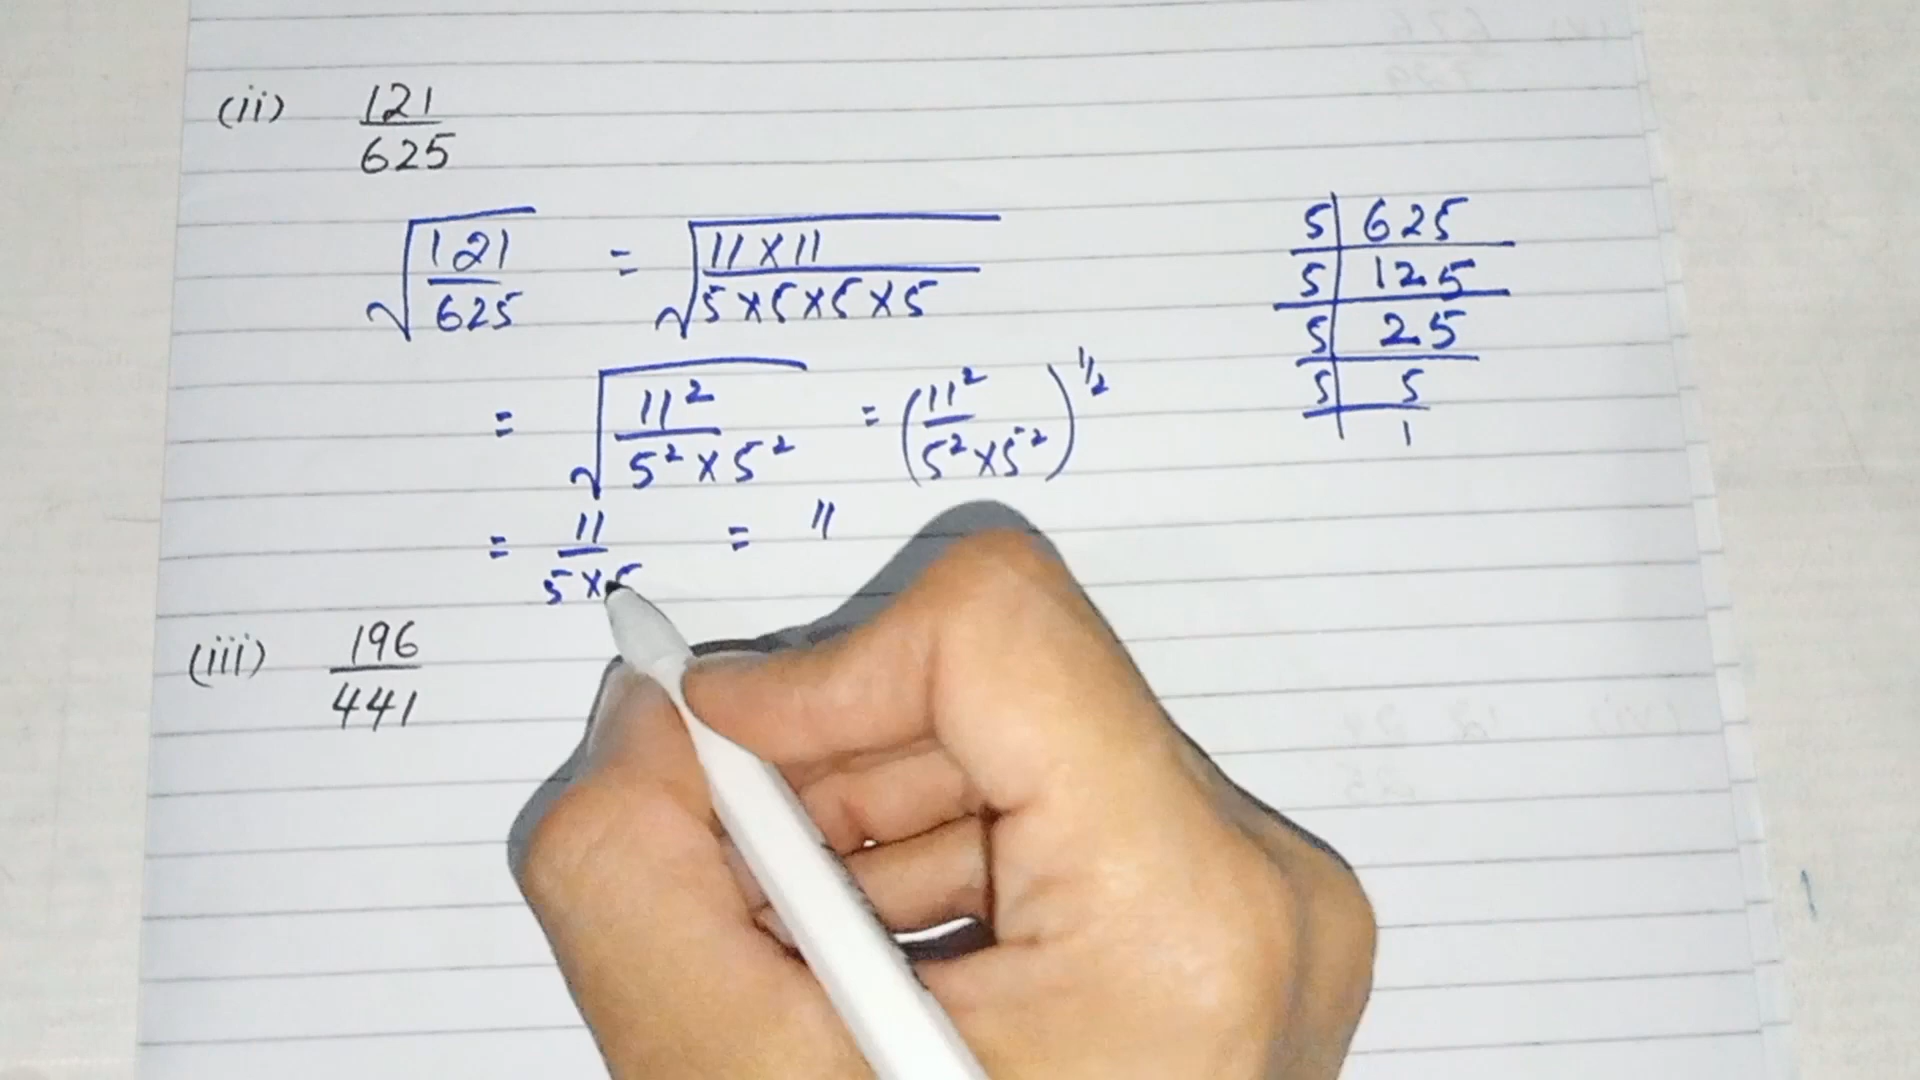 (ii) 121/625
√(121/625) = √(11×11/5×5×5×5)
= √(11²/5²×5²) = (11²/5²×5²)^1/2
= 11/5×5 = 11
(iii) 196/441
5 | 625
5 | 125
5 | 25
5 | 5
1